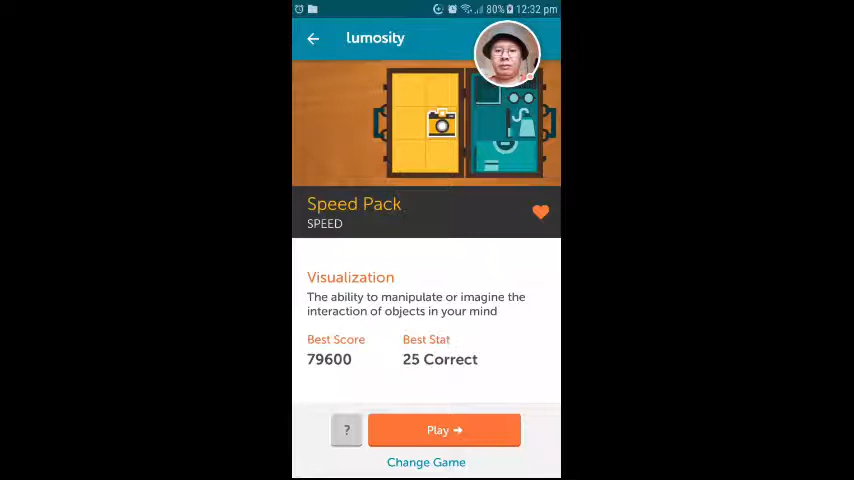 80% 12:32 pm
lumosity
Speed Pack
SPEED
Visualization
The ability to manipulate or imagine the
interaction of objects in your mind
Best Score Best Stat
79600 25 Correct
? Play →
Change Game